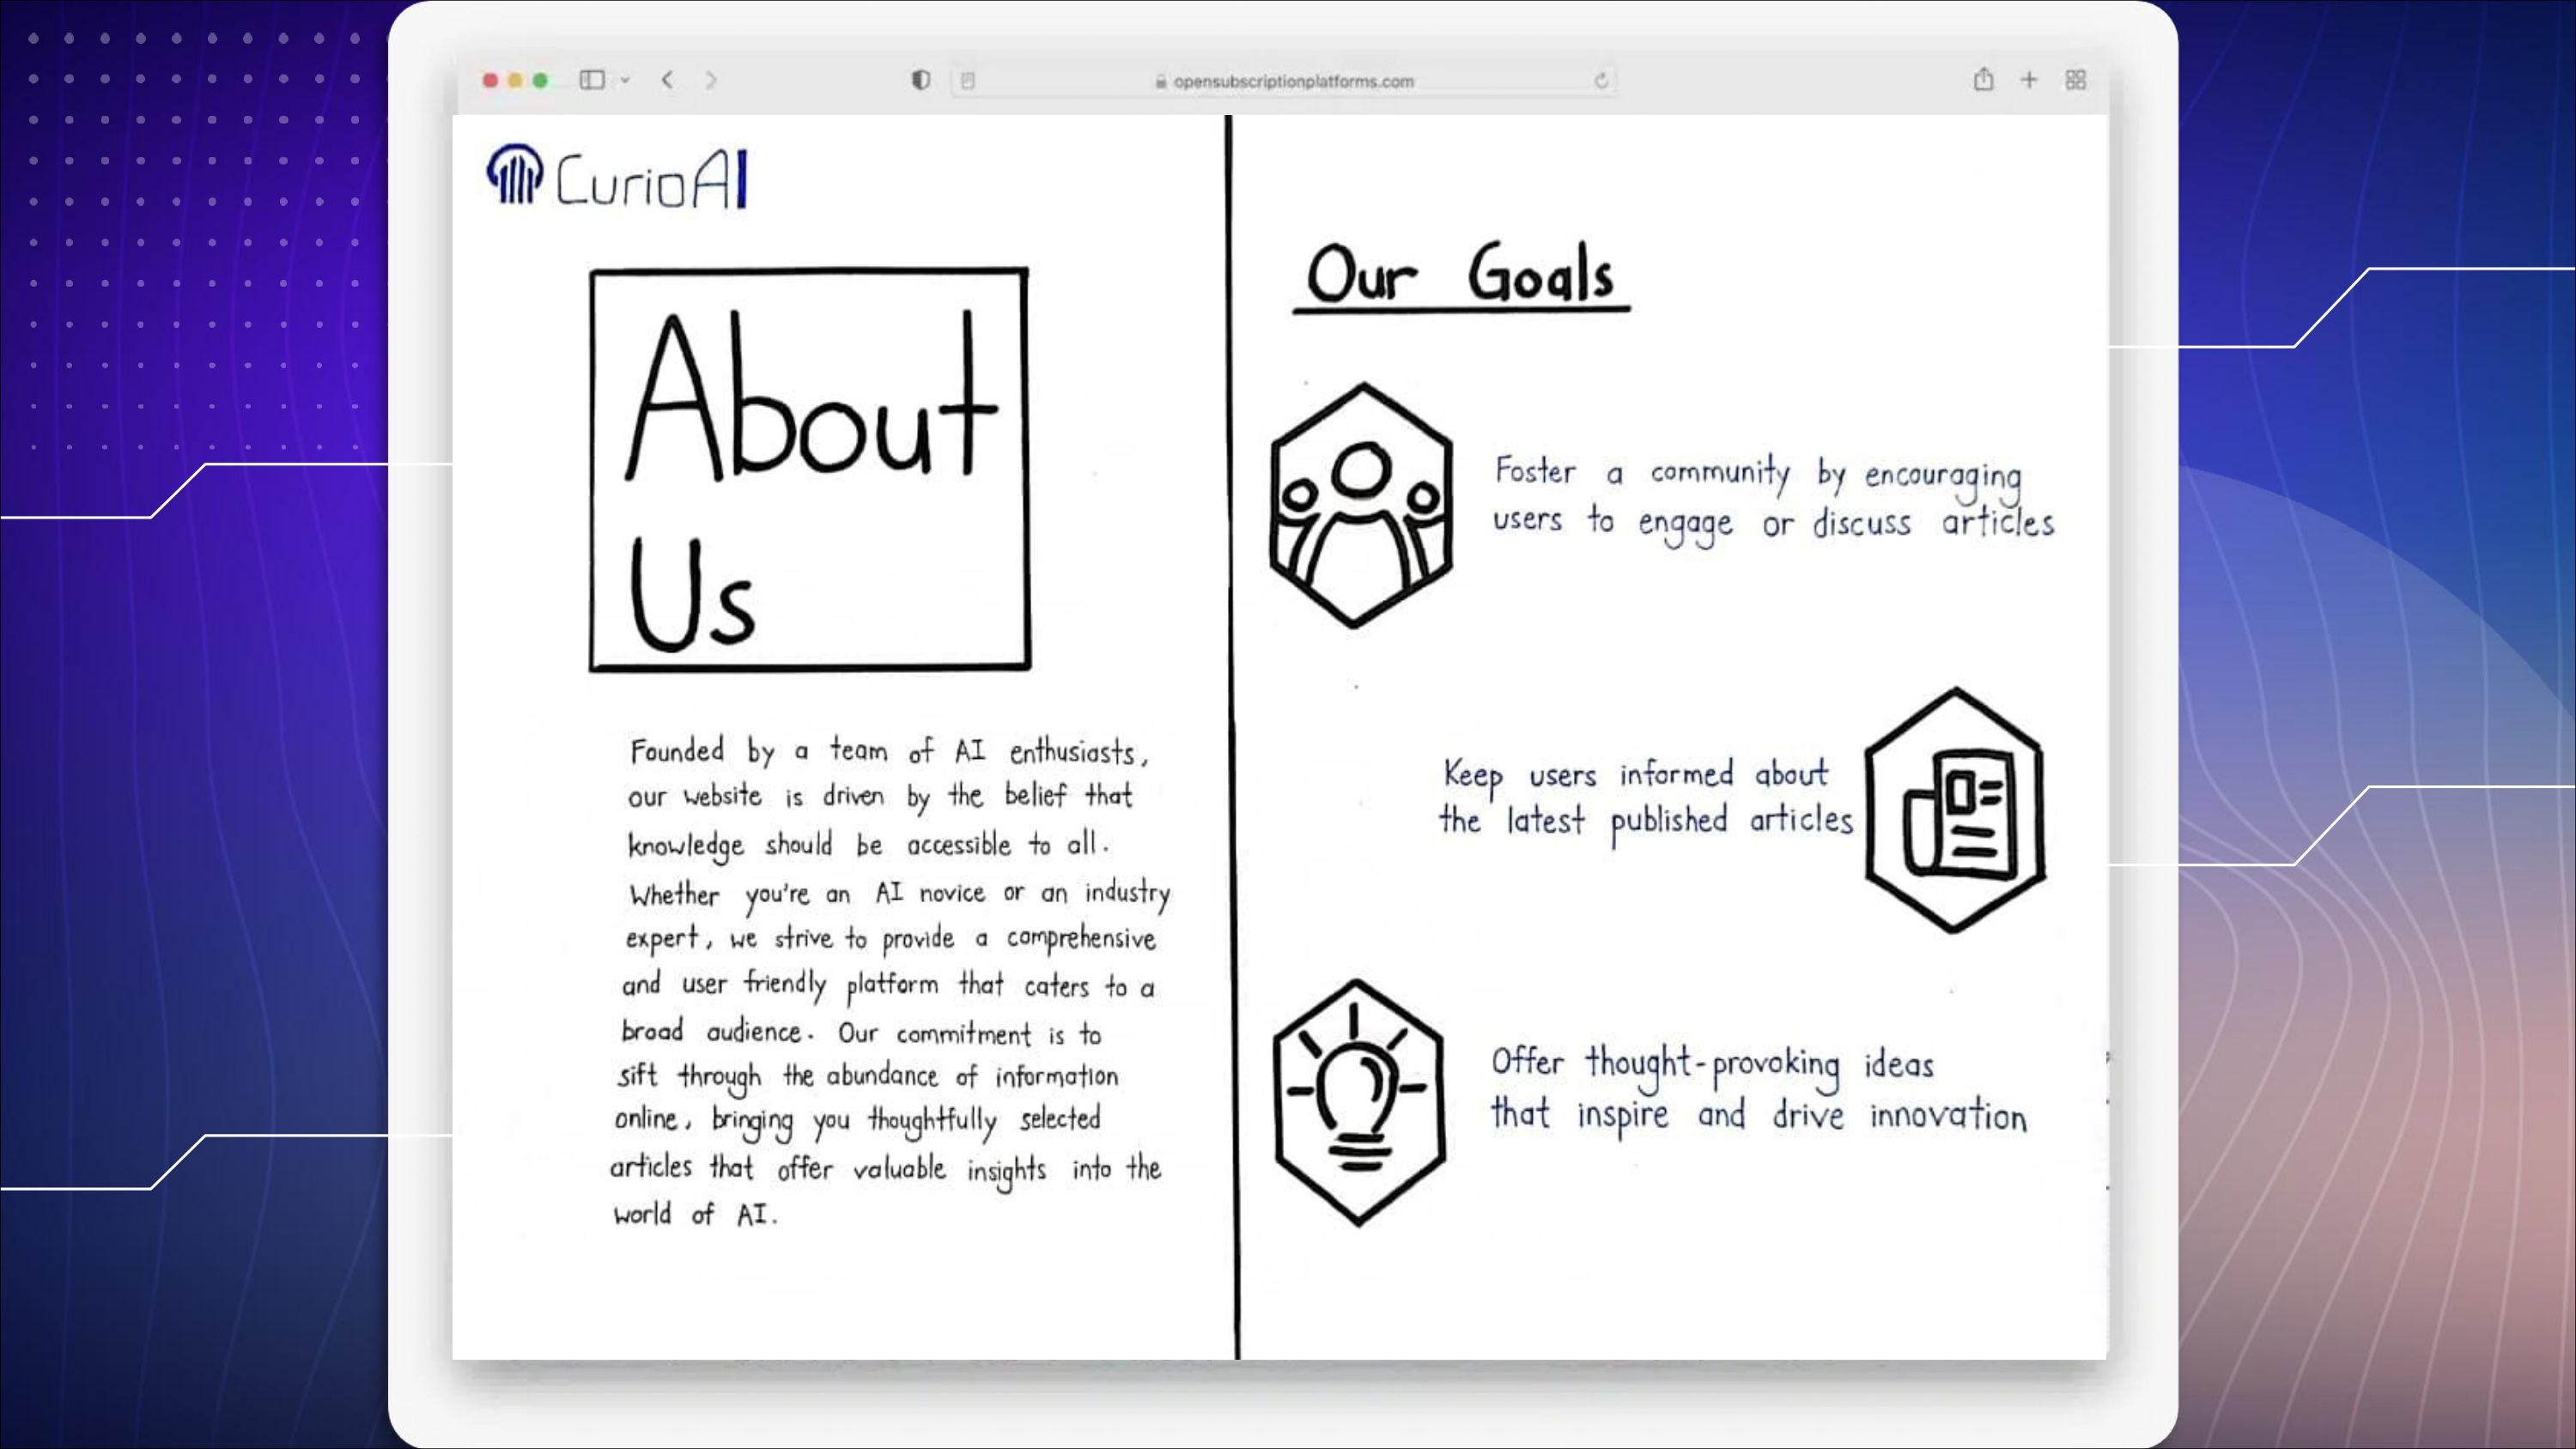 opensubscriptionplatforms.com
CurioAI
About
Us
Founded by a team of AI enthusiasts,
our website is driven by the belief that
knowledge should be accessible to all.
Whether you're an AI novice or an industry
expert, we strive to provide a comprehensive
and user friendly platform that caters to a
broad audience. Our commitment is to
sift through the abundance of information
online, bringing you thoughtfully selected
articles that offer valuable insights into the
world of AI.
Our Goals
Foster a community by encouraging
users to engage or discuss articles
Keep users informed about
the latest published articles
Offer thought-provoking ideas
that inspire and drive innovation